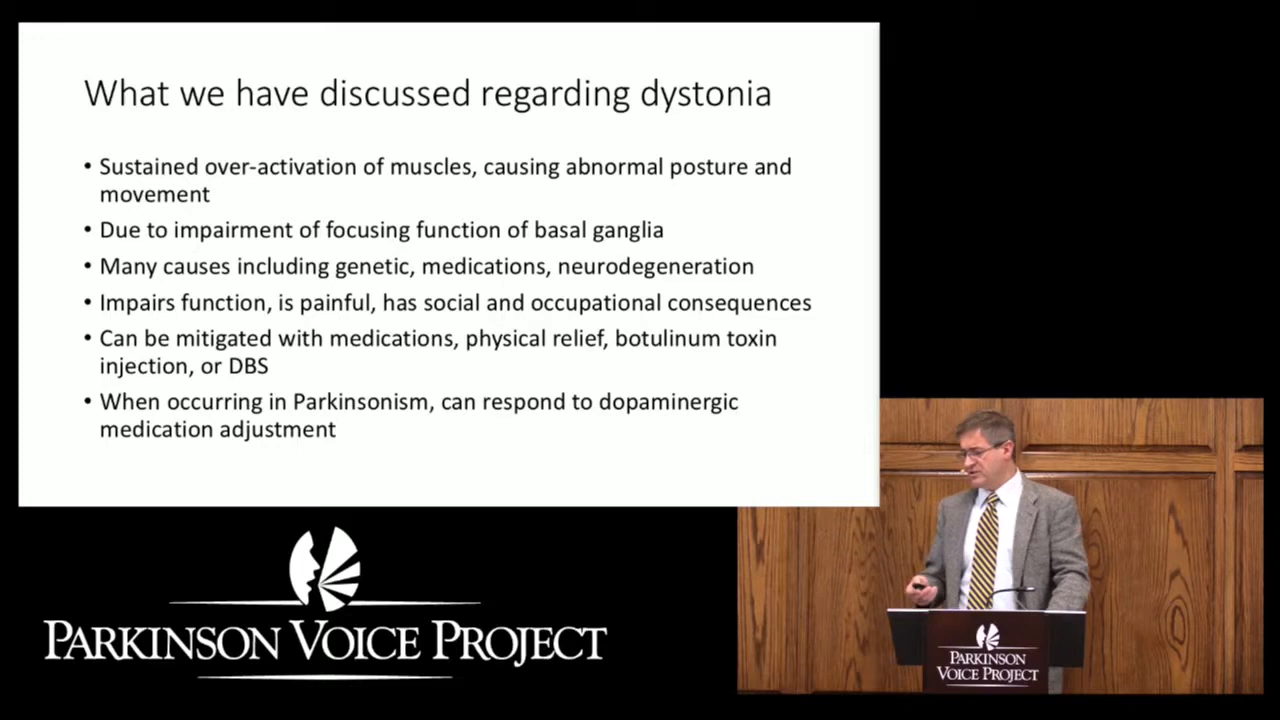 What we have discussed regarding dystonia
• Sustained over-activation of muscles, causing abnormal posture and
movement
• Due to impairment of focusing function of basal ganglia
• Many causes including genetic, medications, neurodegeneration
• Impairs function, is painful, has social and occupational consequences
• Can be mitigated with medications, physical relief, botulinum toxin
injection, or DBS
• When occurring in Parkinsonism, can respond to dopaminergic
medication adjustment
PARKINSON VOICE PROJECT
PARKINSON
VOICE PROJECT